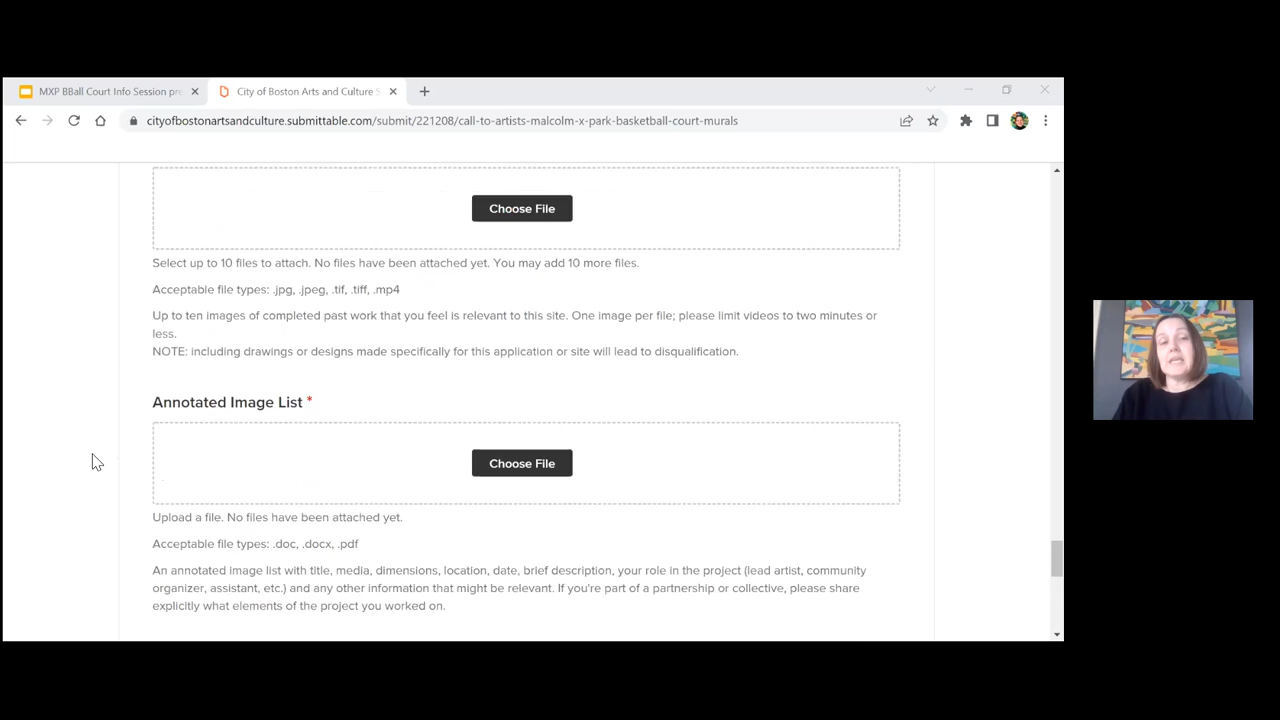 MXP BBall Court Info Session pre
City of Boston Arts and Culture S
cityofbostonartsandculture.submittable.com/submit/221208/call-to-artists-malcolm-x-park-basketball-court-murals
Choose File
Select up to 10 files to attach. No files have been attached yet. You may add 10 more files.
Acceptable file types: .jpg, .jpeg, .tif, .tiff, .mp4
Up to ten images of completed past work that you feel is relevant to this site. One image per file; please limit videos to two minutes or
less.
NOTE: including drawings or designs made specifically for this application or site will lead to disqualification.
Annotated Image List *
Choose File
Upload a file. No files have been attached yet.
Acceptable file types: .doc, .docx, .pdf
An annotated image list with title, media, dimensions, location, date, brief description, your role in the project (lead artist, community
organizer, assistant, etc.) and any other information that might be relevant. If you're part of a partnership or collective, please share
explicitly what elements of the project you worked on.